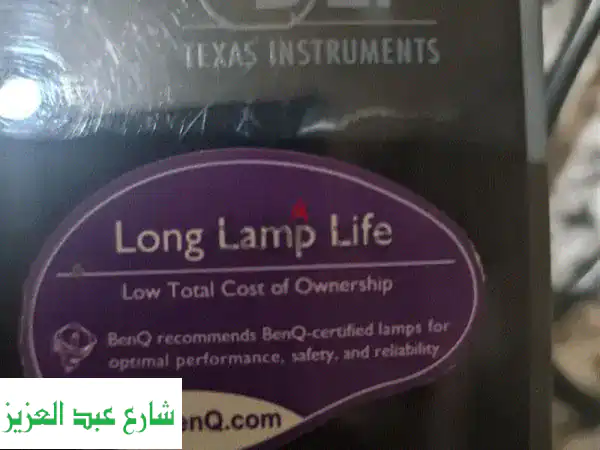 TEXAS INSTRUMENTS
Long Lamp Life
Low Total Cost of Ownership
BenQ recommends BenQ-certified lamps for
optimal performance, safety, and reliability
enQ.com
شارع عبد العزيز